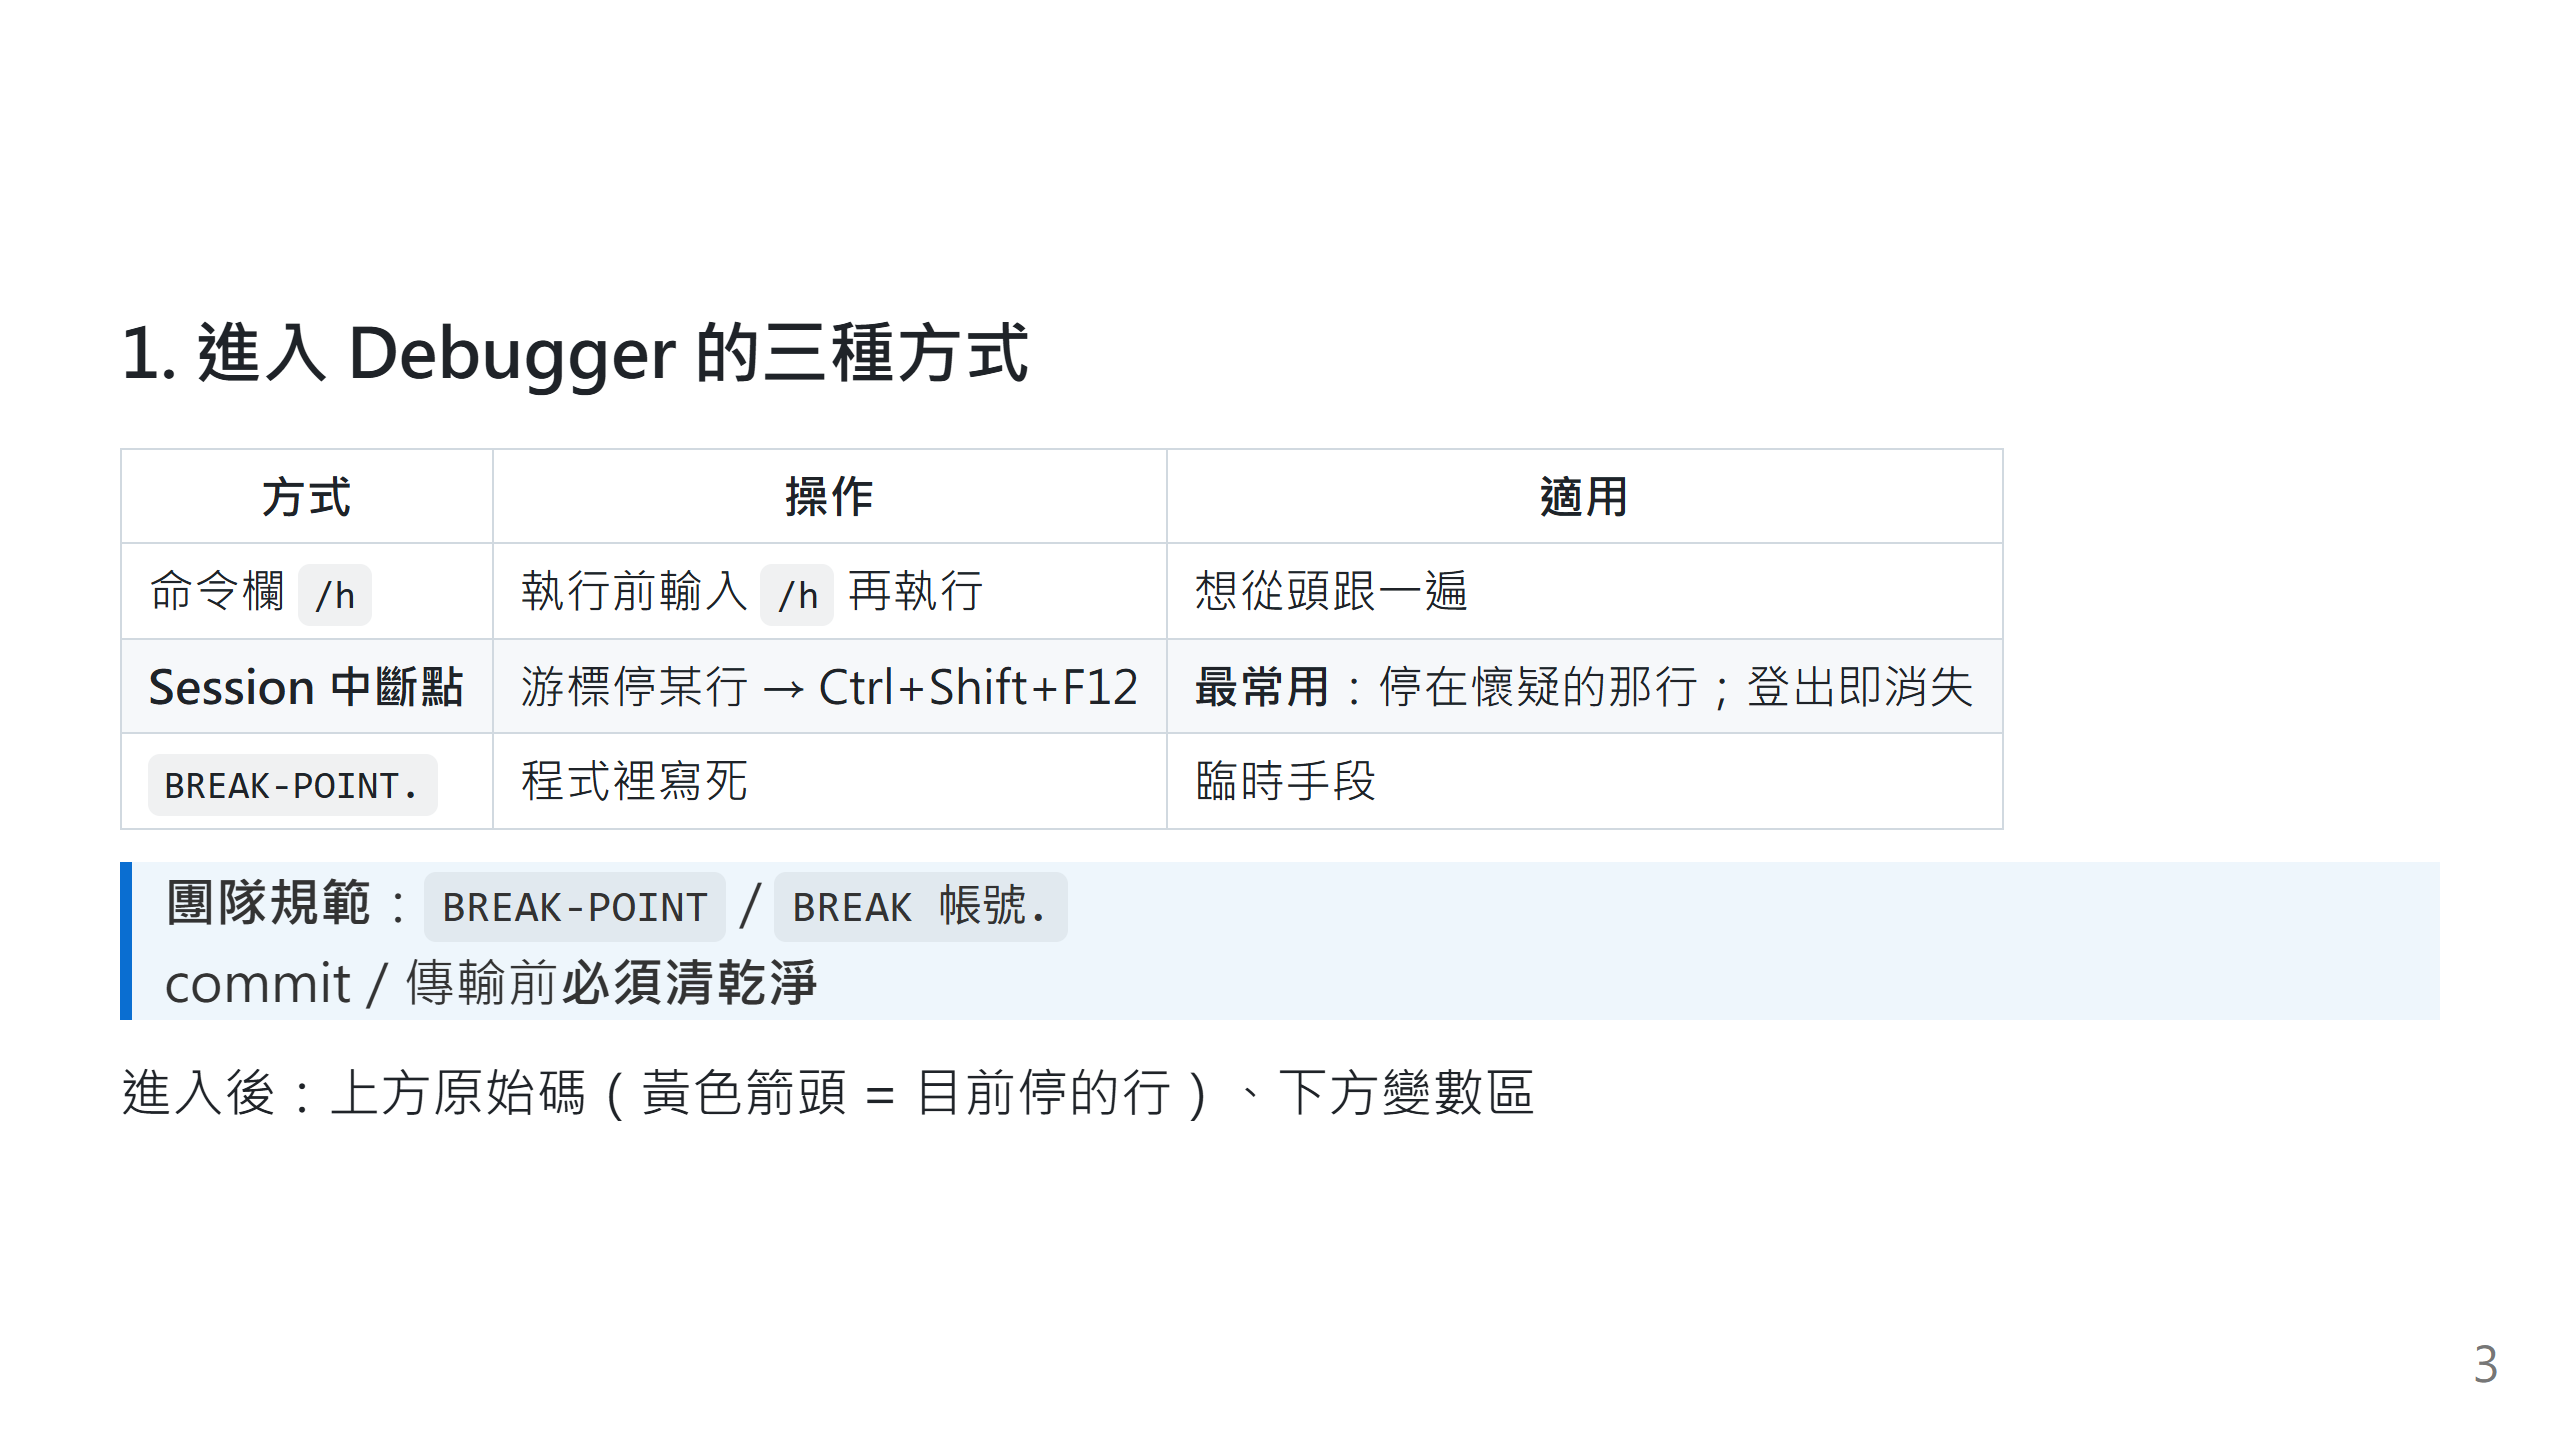 1. 進入 Debugger 的三種方式
方式 操作 適用
命令欄 /h 執行前輸入 /h 再執行 想從頭跟一遍
Session 中斷點 游標停某行 → Ctrl+Shift+F12 最常用：停在懷疑的那行；登出即消失
BREAK-POINT. 程式裡寫死 臨時手段
團隊規範：BREAK-POINT / BREAK 帳號.
commit / 傳輸前必須清乾淨
進入後：上方原始碼（黃色箭頭 = 目前停的行）、下方變數區
3